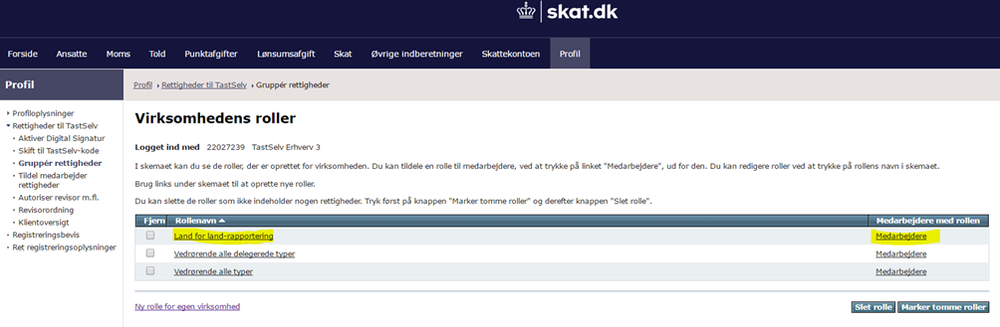 skat.dk
Forside Ansatte Moms Told Punktafgifter Lønsumsafgift Skat Øvrige indberetninger Skattekontoen Profil
Profil
Profiloplysninger
Rettigheder til TastSelv
Aktiver Digital Signatur
Skift til TastSelv-kode
Gruppér rettigheder
Tildel medarbejder
rettigheder
Autoriser revisor m.fl.
Revisorordning
Klientoversigt
Registreringsbevis
Ret registreringsoplysninger
Profil Rettigheder til TastSelv Gruppér rettigheder
Virksomhedens roller
Logget ind med 22027239 TastSelv Erhverv 3
I skemaet kan du se de roller, der er oprettet for virksomheden. Du kan tildele en rolle til medarbejdere, ved at trykke på linket "Medarbejdere", ud for den. Du kan redigere roller ved at trykke på rollens navn i skemaet.
Brug links under skemaet til at oprette nye roller.
Du kan slette de roller som ikke indeholder nogen rettigheder. Tryk først på knappen "Marker tomme roller" og derefter knappen "Slet rolle".
Fjern Rollenavn Medarbejdere med rollen
Land for land-rapportering Medarbejdere
Vedrørende alle delegerede typer Medarbejdere
Vedrørende alle typer Medarbejdere
Ny rolle for egen virksomhed Slet rolle Marker tomme roller